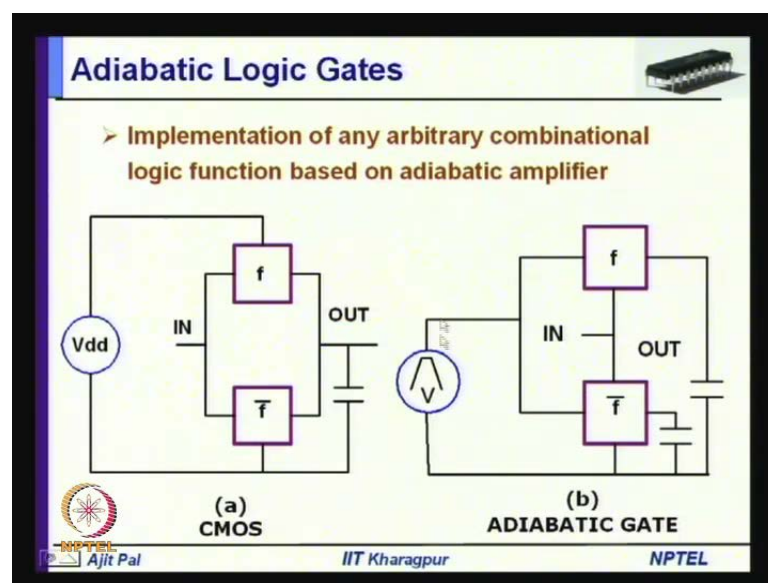 Adiabatic Logic Gates
Implementation of any arbitrary combinational
logic function based on adiabatic amplifier
Vdd
IN
f
f̅
OUT
V
IN
f
f̅
OUT
(a)
CMOS
(b)
ADIABATIC GATE
NPTEL
Ajit Pal
IIT Kharagpur
NPTEL